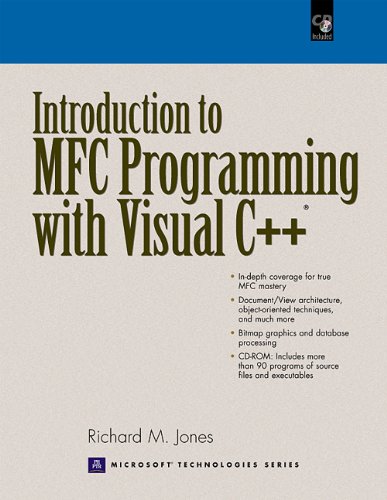 CD
Included
Introduction to
MFC Programming
with Visual C++®
• In-depth coverage for true
MFC mastery
• Document/View architecture,
object-oriented techniques,
and much more
• Bitmap graphics and database
processing
• CD-ROM: Includes more
than 90 programs of source
files and executables
Richard M. Jones
PH
PTR
MICROSOFT® TECHNOLOGIES SERIES